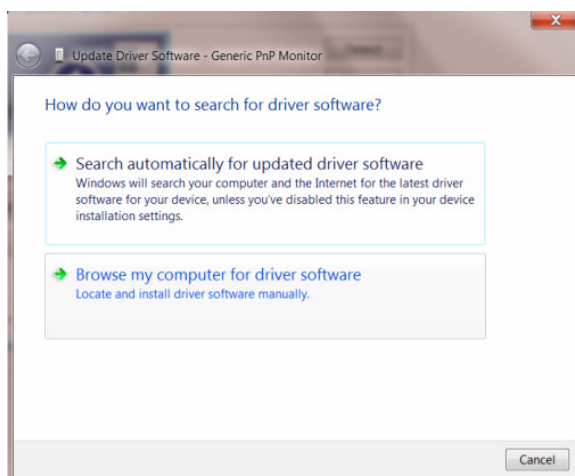 Update Driver Software - Generic PnP Monitor
How do you want to search for driver software?
Search automatically for updated driver software
Windows will search your computer and the Internet for the latest driver
software for your device, unless you've disabled this feature in your device
installation settings.
Browse my computer for driver software
Locate and install driver software manually.
Cancel